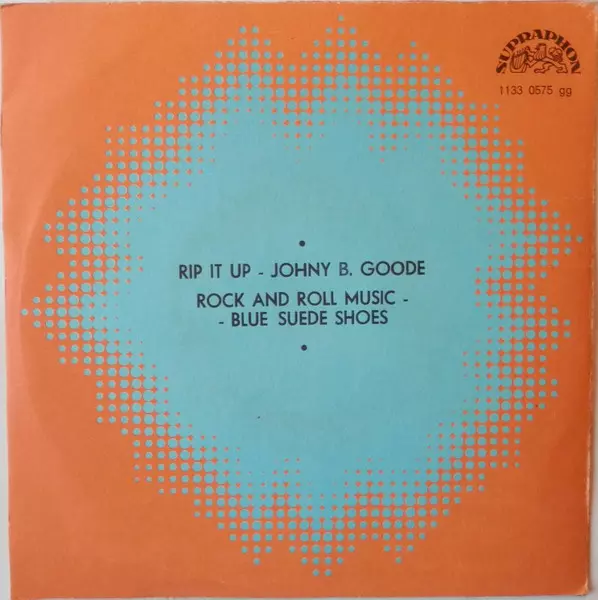 SUPRAPHON
1133 0575 gg
RIP IT UP - JOHNY B. GOODE
ROCK AND ROLL MUSIC -
- BLUE SUEDE SHOES